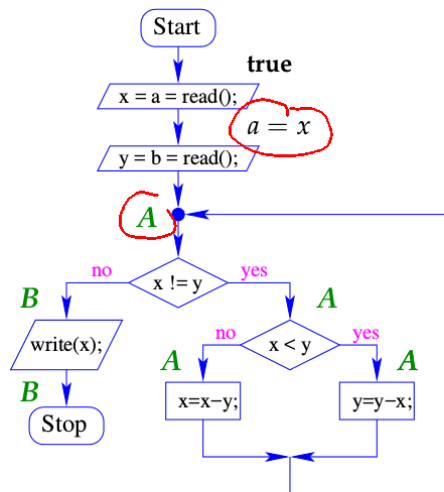 Start
true
x = a = read();
a = x
y = b = read();
A
no
x != y
yes
B
A
write(x);
no
x < y
yes
A
A
B
x=x−y;
y=y−x;
Stop